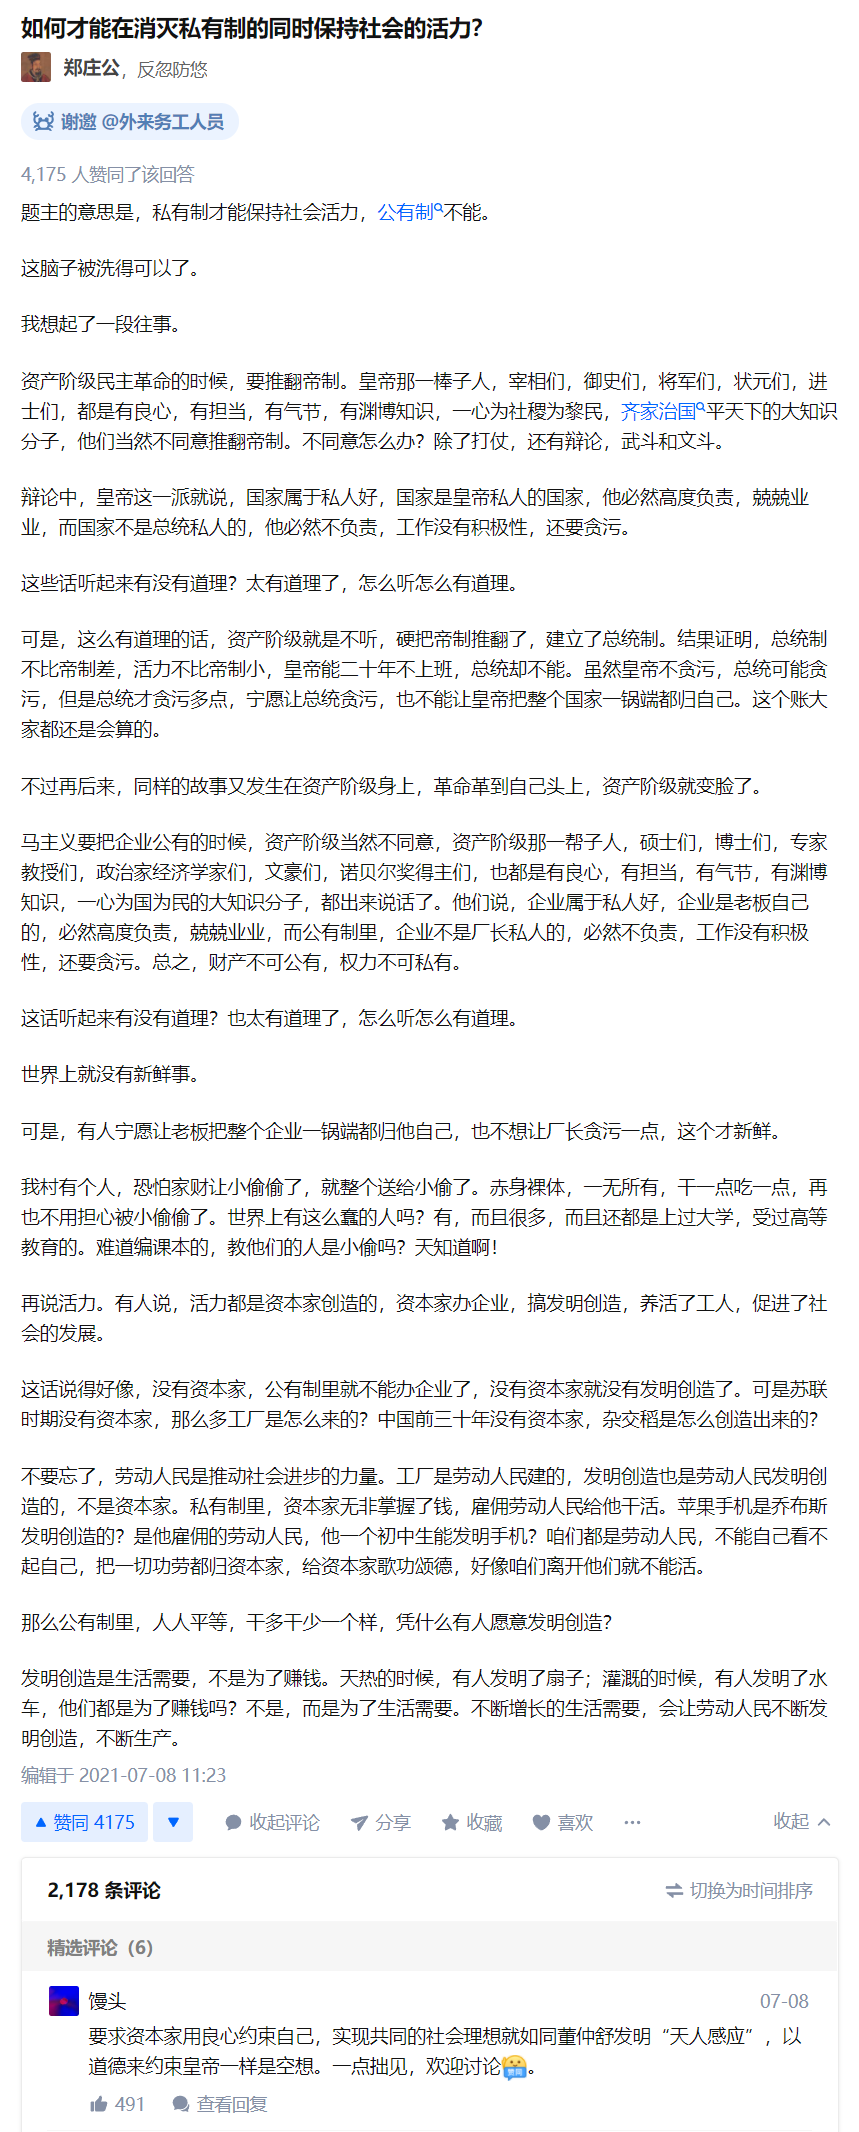 如何才能在消灭私有制的同时保持社会的活力？
郑庄公，反忽防悠
谢邀 @外来务工人员
4,175 人赞同了该回答
题主的意思是，私有制才能保持社会活力，公有制不能。
这脑子被洗得可以了。
我想起了一段往事。
资产阶级民主革命的时候，要推翻帝制。皇帝那一棒子人，宰相们，御史们，将军们，状元们，进
士们，都是有良心，有担当，有气节，有渊博知识，一心为社稷为黎民，齐家治国平天下的大知识
分子，他们当然不同意推翻帝制。不同意怎么办？除了打仗，还有辩论，武斗和文斗。
辩论中，皇帝这一派就说，国家属于私人好，国家是皇帝私人的国家，他必然高度负责，兢兢业
业，而国家不是总统私人的，他必然不负责，工作没有积极性，还要贪污。
这些话听起来有没有道理？太有道理了，怎么听怎么有道理。
可是，这么有道理的话，资产阶级就是不听，硬把帝制推翻了，建立了总统制。结果证明，总统制
不比帝制差，活力不比帝制小，皇帝能二十年不上班，总统却不能。虽然皇帝不贪污，总统可能贪
污，但是总统才贪污多点，宁愿让总统贪污，也不能让皇帝把整个国家一锅端都归自己。这个账大
家都还是会算的。
不过再后来，同样的故事又发生在资产阶级身上，革命革到自己头上，资产阶级就变脸了。
马主义要把企业公有的时候，资产阶级当然不同意，资产阶级那一帮子人，硕士们，博士们，专家
教授们，政治家经济学家们，文豪们，诺贝尔奖得主们，也都是有良心，有担当，有气节，有渊博
知识，一心为国为民的大知识分子，都出来说话了。他们说，企业属于私人好，企业是老板自己
的，必然高度负责，兢兢业业，而公有制里，企业不是厂长私人的，必然不负责，工作没有积极
性，还要贪污。总之，财产不可公有，权力不可私有。
这话听起来有没有道理？也太有道理了，怎么听怎么有道理。
世界上就没有新鲜事。
可是，有人宁愿让老板把整个企业一锅端都归他自己，也不想让厂长贪污一点，这个才新鲜。
我村有个人，恐怕家财让小偷偷了，就整个送给小偷了。赤身裸体，一无所有，干一点吃一点，再
也不用担心被小偷偷了。世界上有这么蠢的人吗？有，而且很多，而且还都是上过大学，受过高等
教育的。难道编课本的，教他们的人是小偷吗？天知道啊！
再说活力。有人说，活力都是资本家创造的，资本家办企业，搞发明创造，养活了工人，促进了社
会的发展。
这话说得好像，没有资本家，公有制里就不能办企业了，没有资本家就没有发明创造了。可是苏联
时期没有资本家，那么多工厂是怎么来的？中国前三十年没有资本家，杂交稻是怎么创造出来的？
不要忘了，劳动人民是推动社会进步的力量。工厂是劳动人民建的，发明创造也是劳动人民发明创
造的，不是资本家。私有制里，资本家无非掌握了钱，雇佣劳动人民给他干活。苹果手机是乔布斯
发明创造的？是他雇佣的劳动人民，他一个初中生能发明手机？咱们都是劳动人民，不能自己看不
起自己，把一切功劳都归资本家，给资本家歌功颂德，好像咱们离开他们就不能活。
那么公有制里，人人平等，干多干少一个样，凭什么有人愿意发明创造？
发明创造是生活需要，不是为了赚钱。天热的时候，有人发明了扇子；灌溉的时候，有人发明了水
车，他们都是为了赚钱吗？不是，而是为了生活需要。不断增长的生活需要，会让劳动人民不断发
明创造，不断生产。
编辑于 2021-07-08 11:23
赞同 4175 收起评论 分享 收藏 喜欢 ··· 收起
2,178 条评论 切换为时间排序
精选评论（6）
馒头 07-08
要求资本家用良心约束自己，实现共同的社会理想就如同董仲舒发明“天人感应”，以
道德来约束皇帝一样是空想。一点拙见，欢迎讨论。
491 查看回复